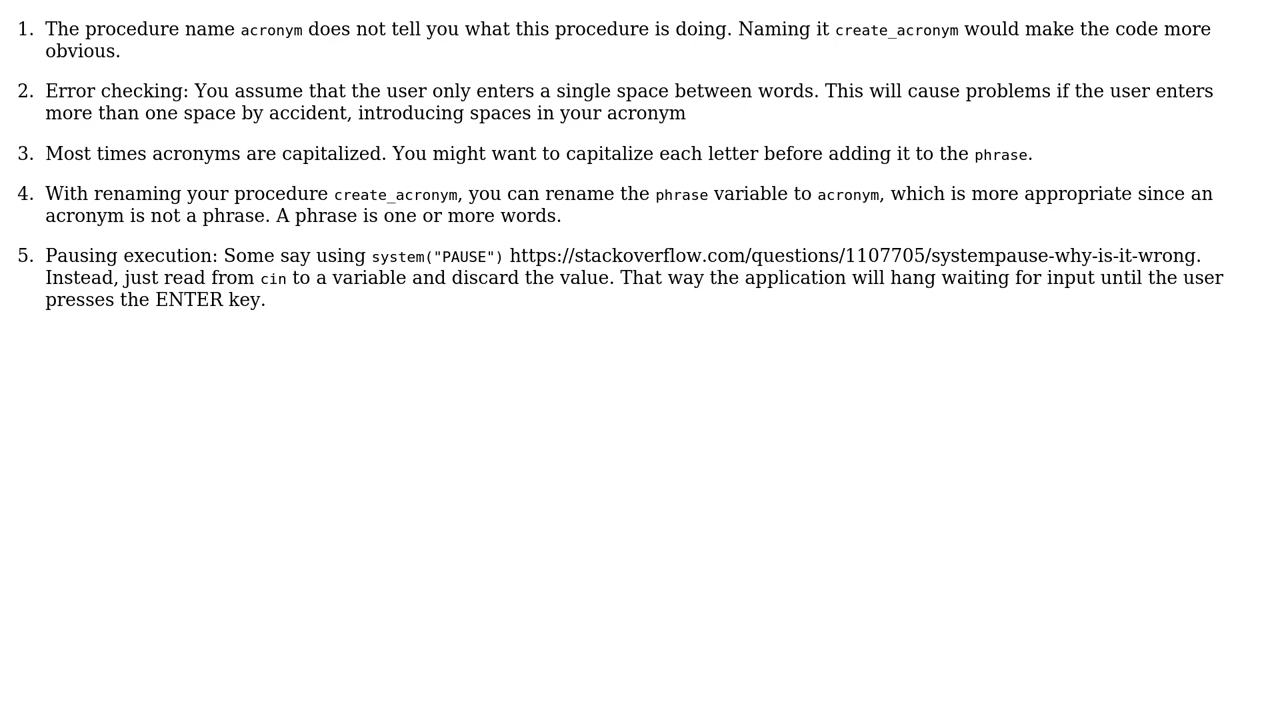 1. The procedure name acronym does not tell you what this procedure is doing. Naming it create_acronym would make the code more
obvious.
2. Error checking: You assume that the user only enters a single space between words. This will cause problems if the user enters
more than one space by accident, introducing spaces in your acronym
3. Most times acronyms are capitalized. You might want to capitalize each letter before adding it to the phrase.
4. With renaming your procedure create_acronym, you can rename the phrase variable to acronym, which is more appropriate since an
acronym is not a phrase. A phrase is one or more words.
5. Pausing execution: Some say using system("PAUSE") https://stackoverflow.com/questions/1107705/systempause-why-is-it-wrong.
Instead, just read from cin to a variable and discard the value. That way the application will hang waiting for input until the user
presses the ENTER key.